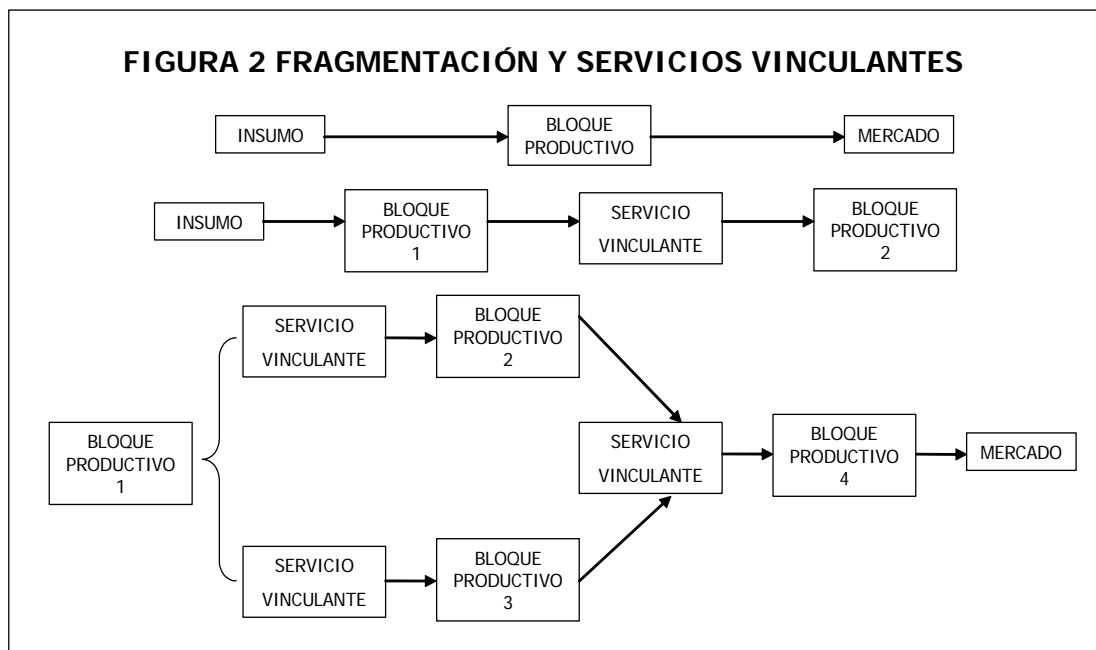 FIGURA 2 FRAGMENTACIÓN Y SERVICIOS VINCULANTES
INSUMO
BLOQUE
PRODUCTIVO
MERCADO
INSUMO
BLOQUE
PRODUCTIVO
1
SERVICIO
VINCULANTE
BLOQUE
PRODUCTIVO
2
BLOQUE
PRODUCTIVO
1
SERVICIO
VINCULANTE
BLOQUE
PRODUCTIVO
2
SERVICIO
VINCULANTE
BLOQUE
PRODUCTIVO
3
SERVICIO
VINCULANTE
BLOQUE
PRODUCTIVO
4
MERCADO